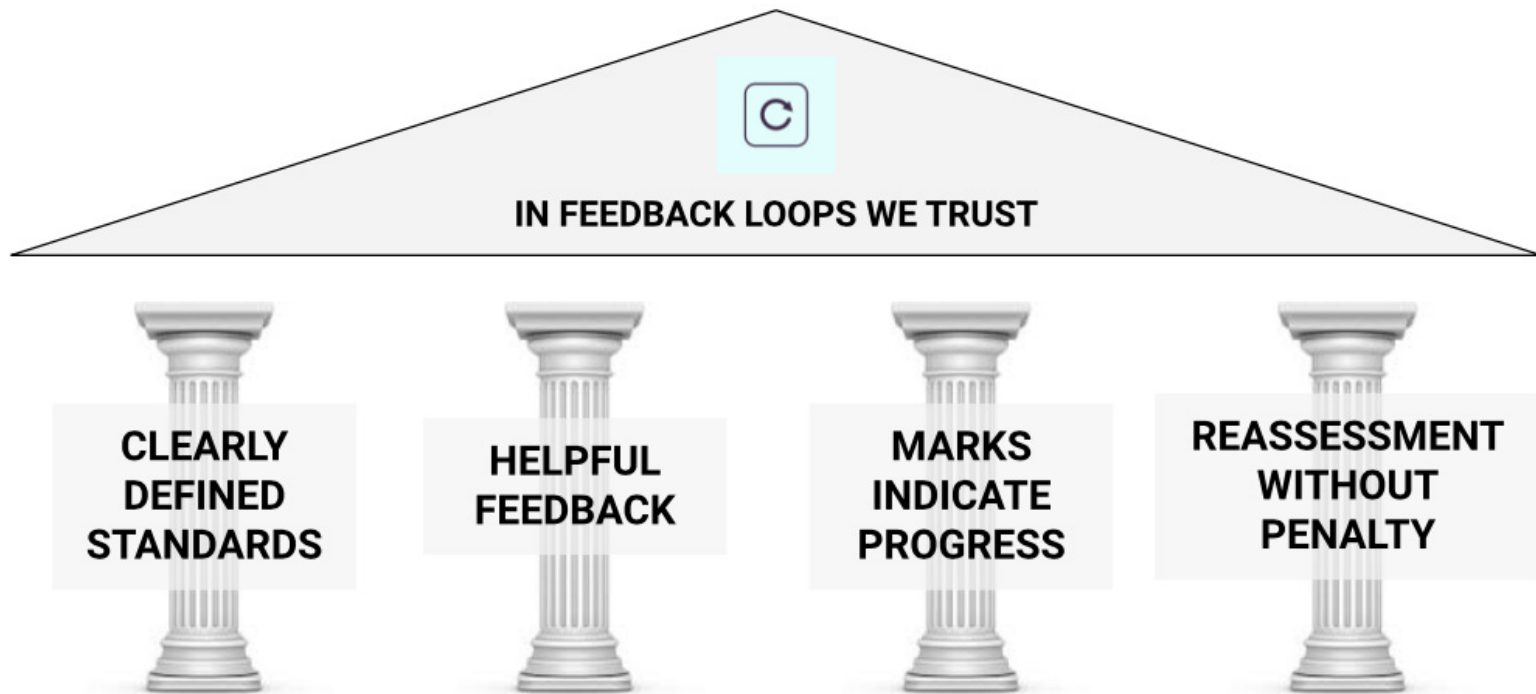 IN FEEDBACK LOOPS WE TRUST
CLEARLY
DEFINED
STANDARDS
HELPFUL
FEEDBACK
MARKS
INDICATE
PROGRESS
REASSESSMENT
WITHOUT
PENALTY